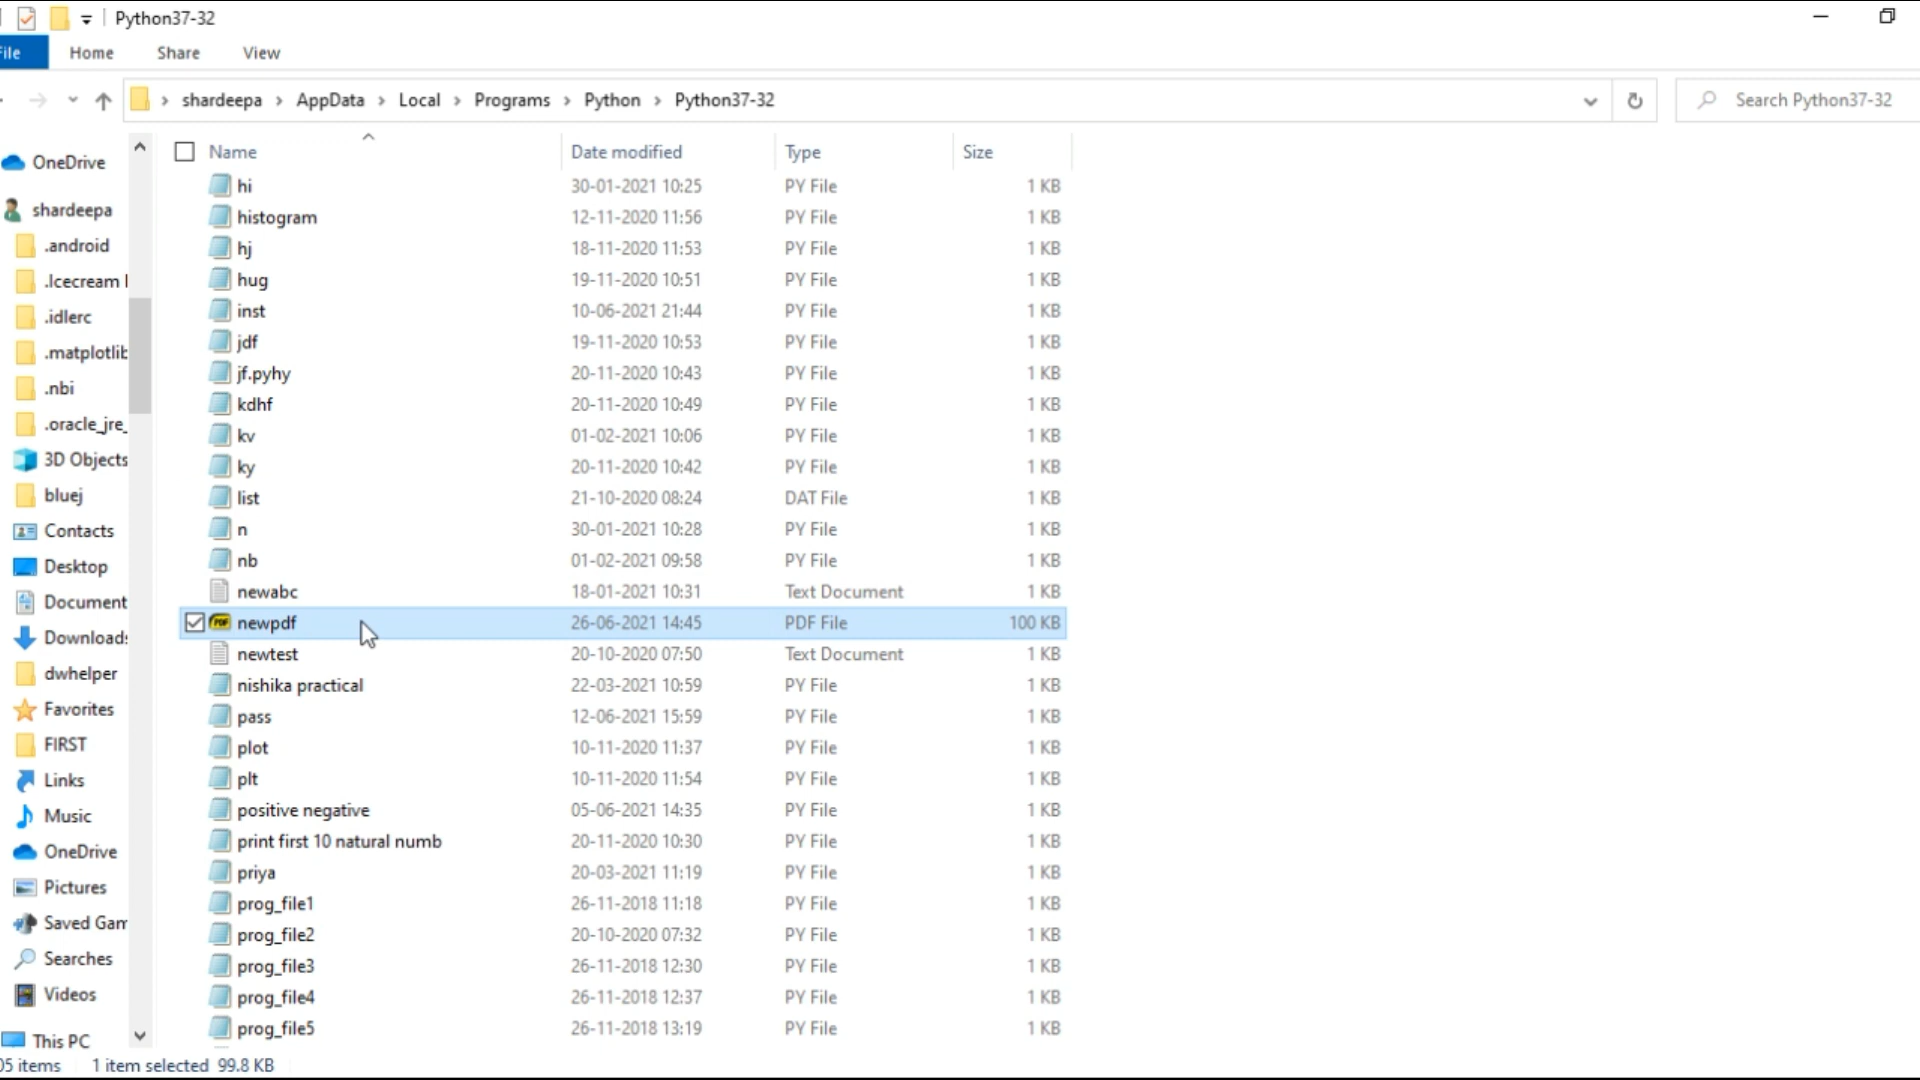 Python37-32
File Home Share View
shardeepa › AppData › Local › Programs › Python › Python37-32 Search Python37-32
Name Date modified Type Size
OneDrive
shardeepa
.android
.Icecream
.idlerc
.matplotlib
.nbi
.oracle_jre_
3D Objects
bluej
Contacts
Desktop
Document
Downloads
dwhelper
Favorites
FIRST
Links
Music
OneDrive
Pictures
Saved Gam
Searches
Videos
This PC
hi 30-01-2021 10:25 PY File 1 KB
histogram 12-11-2020 11:56 PY File 1 KB
hj 18-11-2020 11:53 PY File 1 KB
hug 19-11-2020 10:51 PY File 1 KB
inst 10-06-2021 21:44 PY File 1 KB
jdf 19-11-2020 10:53 PY File 1 KB
jf.pyhy 20-11-2020 10:43 PY File 1 KB
kdhf 20-11-2020 10:49 PY File 1 KB
kv 01-02-2021 10:06 PY File 1 KB
ky 20-11-2020 10:42 PY File 1 KB
list 21-10-2020 08:24 DAT File 1 KB
n 30-01-2021 10:28 PY File 1 KB
nb 01-02-2021 09:58 PY File 1 KB
newabc 18-01-2021 10:31 Text Document 1 KB
PDF newpdf 26-06-2021 14:45 PDF File 100 KB
newtest 20-10-2020 07:50 Text Document 1 KB
nishika practical 22-03-2021 10:59 PY File 1 KB
pass 12-06-2021 15:59 PY File 1 KB
plot 10-11-2020 11:37 PY File 1 KB
plt 10-11-2020 11:54 PY File 1 KB
positive negative 05-06-2021 14:35 PY File 1 KB
print first 10 natural numb 20-11-2020 10:30 PY File 1 KB
priya 20-03-2021 11:19 PY File 1 KB
prog_file1 26-11-2018 11:18 PY File 1 KB
prog_file2 20-10-2020 07:32 PY File 1 KB
prog_file3 26-11-2018 12:30 PY File 1 KB
prog_file4 26-11-2018 12:37 PY File 1 KB
prog_file5 26-11-2018 13:19 PY File 1 KB
05 items 1 item selected 99.8 KB